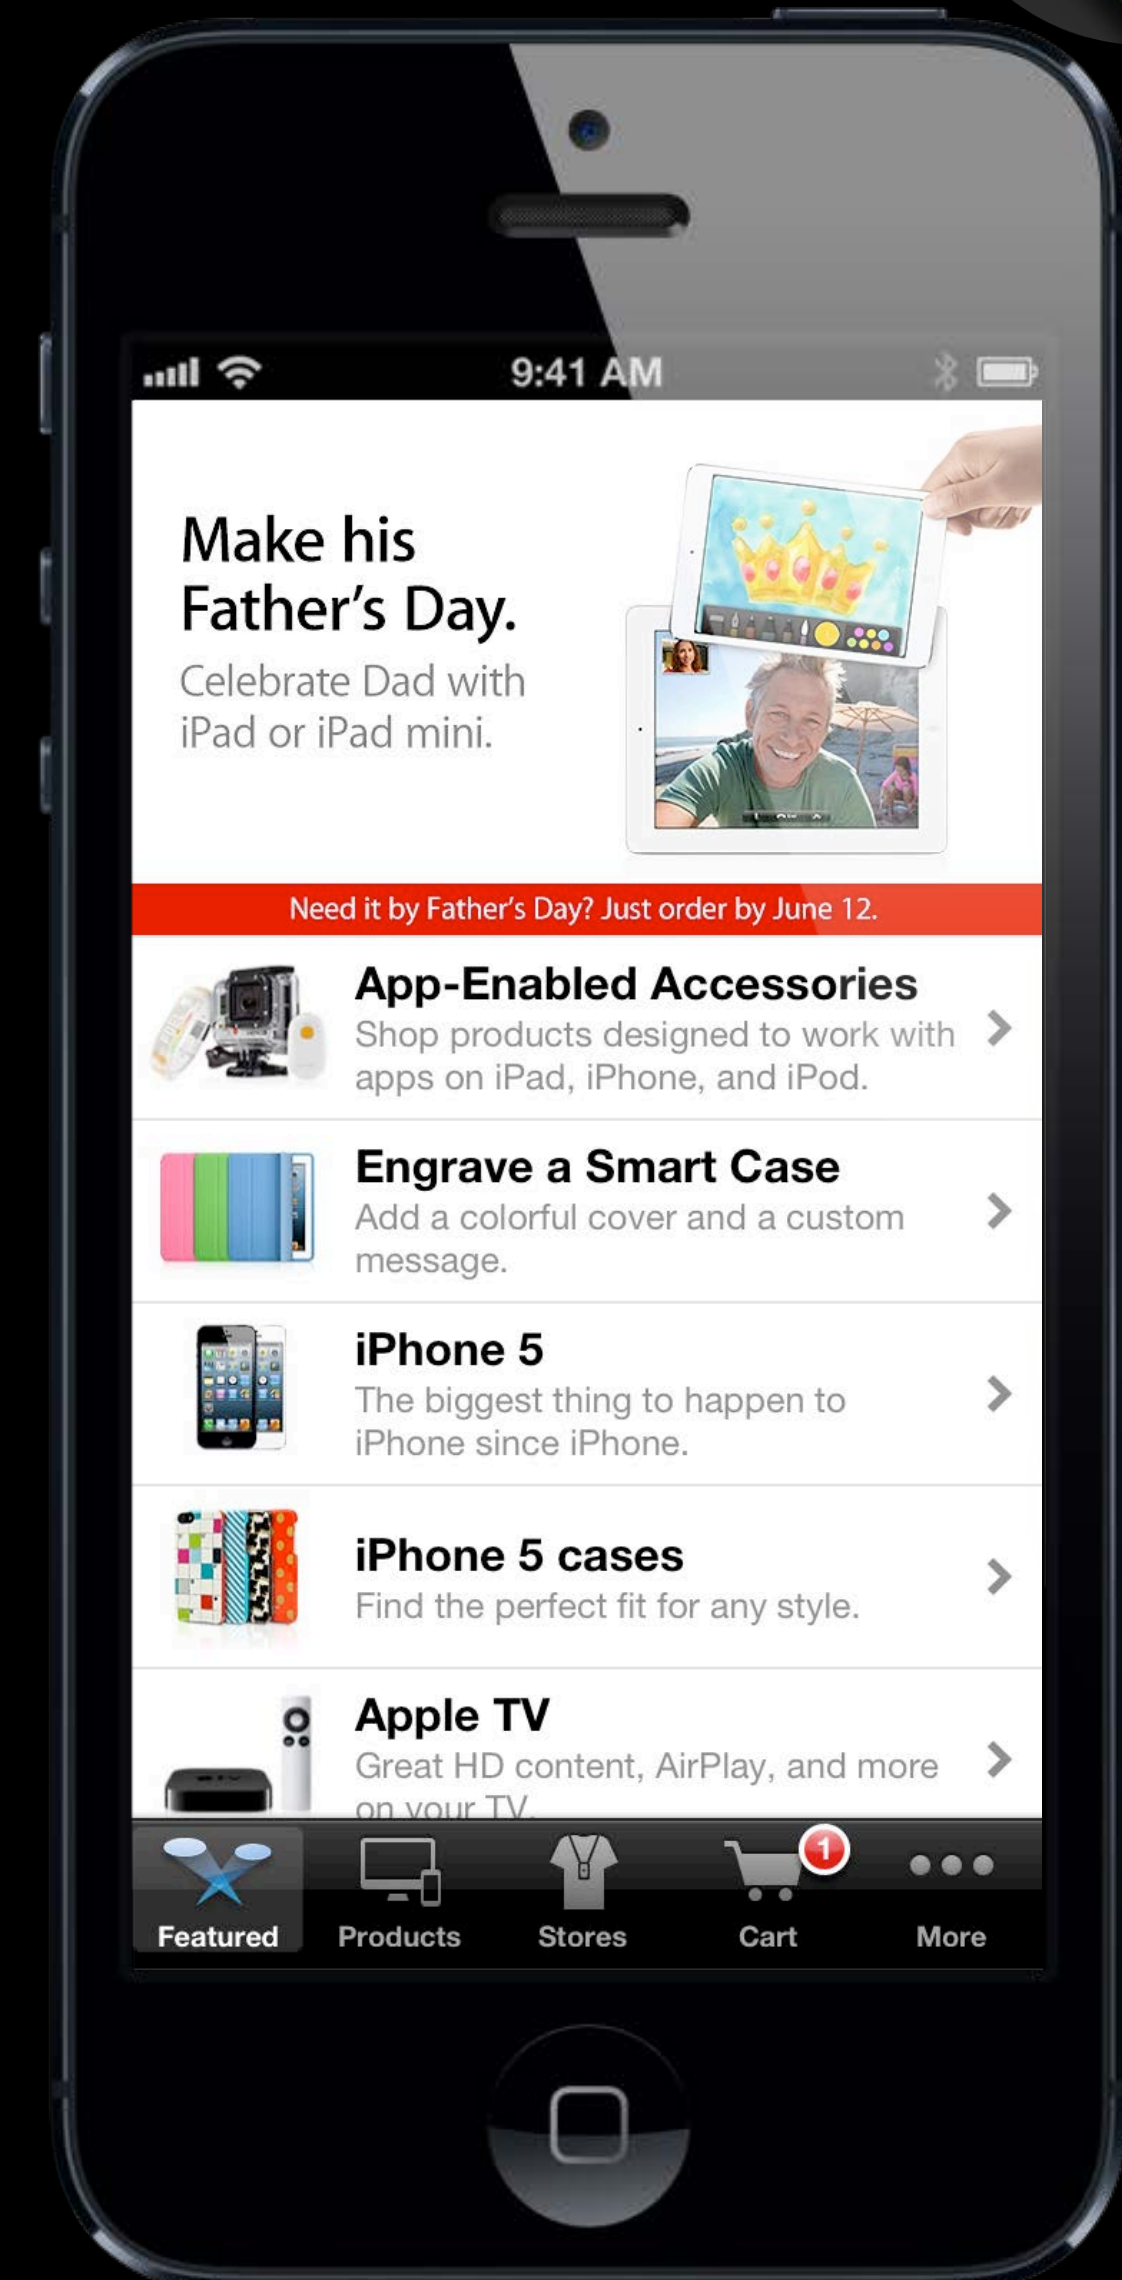 9:41 AM
Make his
Father’s Day.
Celebrate Dad with
iPad or iPad mini.
Need it by Father’s Day? Just order by June 12.
App-Enabled Accessories
Shop products designed to work with
apps on iPad, iPhone, and iPod.
Engrave a Smart Case
Add a colorful cover and a custom
message.
iPhone 5
The biggest thing to happen to
iPhone since iPhone.
iPhone 5 cases
Find the perfect fit for any style.
Apple TV
Great HD content, AirPlay, and more
on your TV.
1
Featured Products Stores Cart More